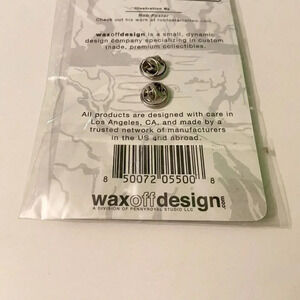 Illustration By
Check out his work at
waxoffdesign is a small, dynamic
design company specializing in custom
made, premium collectibles.
All products are designed with care in
Los Angeles, CA, and made by a
trusted network of manufacturers
in the US and abroad.
8 50072 05500 8
waxoffdesign.com
A DIVISION OF PENNYROYAL STUDIO LLC